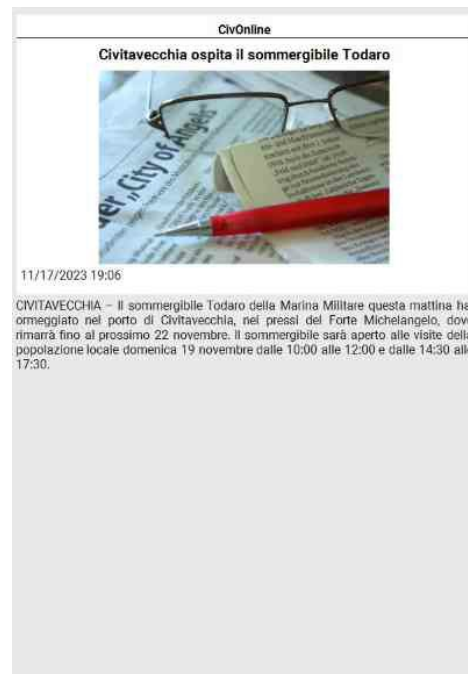 CivOnline
Civitavecchia ospita il sommergibile Todaro
er „City of Angels"
11/17/2023 19:06
CIVITAVECCHIA – Il sommergibile Todaro della Marina Militare questa mattina ha
ormeggiato nel porto di Civitavecchia, nei pressi del Forte Michelangelo, dove
rimarrà fino al prossimo 22 novembre. Il sommergibile sarà aperto alle visite della
popolazione locale domenica 19 novembre dalle 10:00 alle 12:00 e dalle 14:30 alle
17:30.